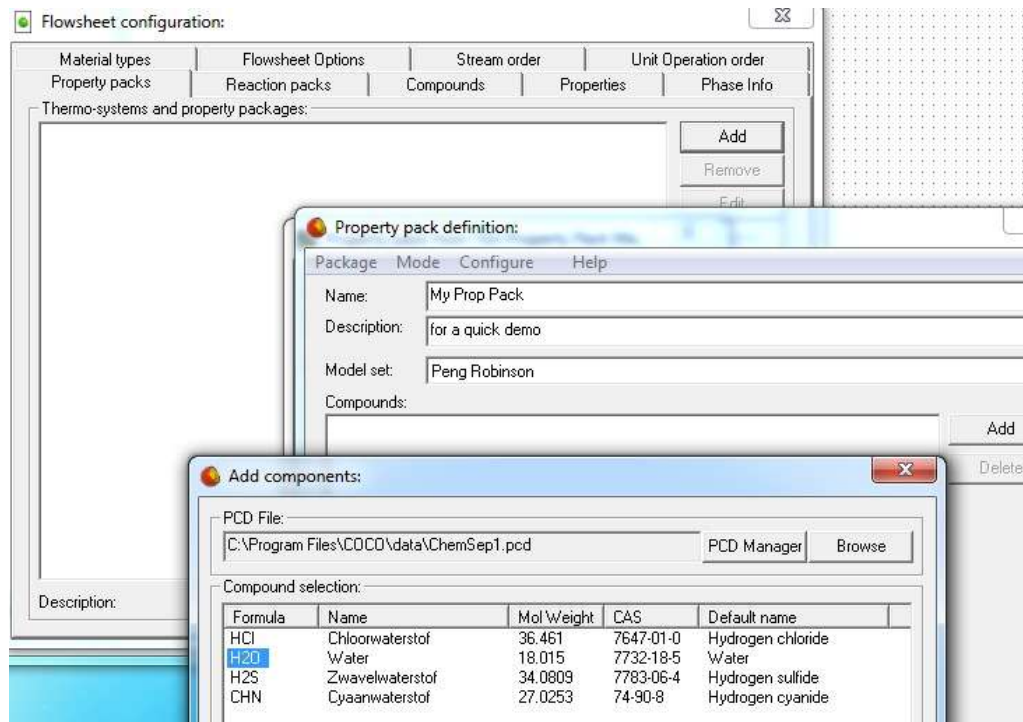 Flowsheet configuration:
Material types Flowsheet Options Stream order Unit Operation order
Property packs Reaction packs Compounds Properties Phase Info
Thermo-systems and property packages:
Add
Remove
Edit
Property pack definition:
Package Mode Configure Help
Name: My Prop Pack
Description: for a quick demo
Model set: Peng Robinson
Compounds:
Add
Delete
Add components:
PCD File:
C:\Program Files\COCO\data\ChemSep1.pcd PCD Manager Browse
Compound selection:
Formula Name Mol Weight CAS Default name
HCl Chloorwaterstof 36.461 7647-01-0 Hydrogen chloride
H2O Water 18.015 7732-18-5 Water
H2S Zwavelwaterstof 34.0809 7783-06-4 Hydrogen sulfide
CHN Cyaanwaterstof 27.0253 74-90-8 Hydrogen cyanide
Description: